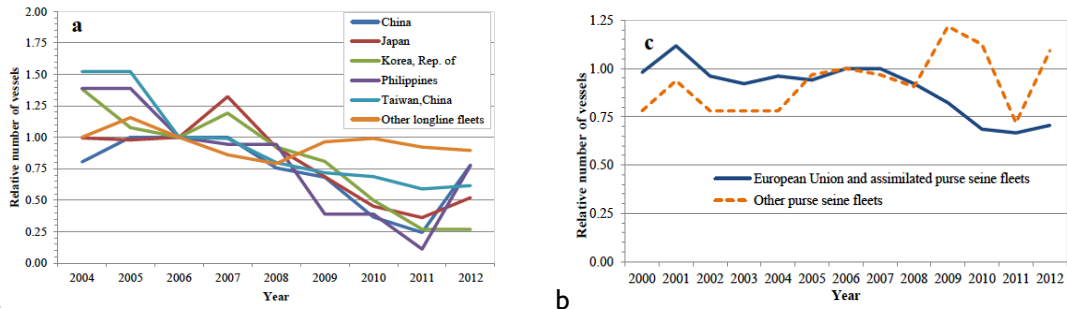 a
China
Japan
Korea, Rep. of
Philippines
Taiwan,China
Other longline fleets
Relative number of vessels
2.00
1.75
1.50
1.25
1.00
0.75
0.50
0.25
0.00
2004 2005 2006 2007 2008 2009 2010 2011 2012
Year
b
c
Relative number of vessels
1.25
1.00
0.75
0.50
0.25
0.00
European Union and assimilated purse seine fleets
Other purse seine fleets
2000 2001 2002 2003 2004 2005 2006 2007 2008 2009 2010 2011 2012
Year